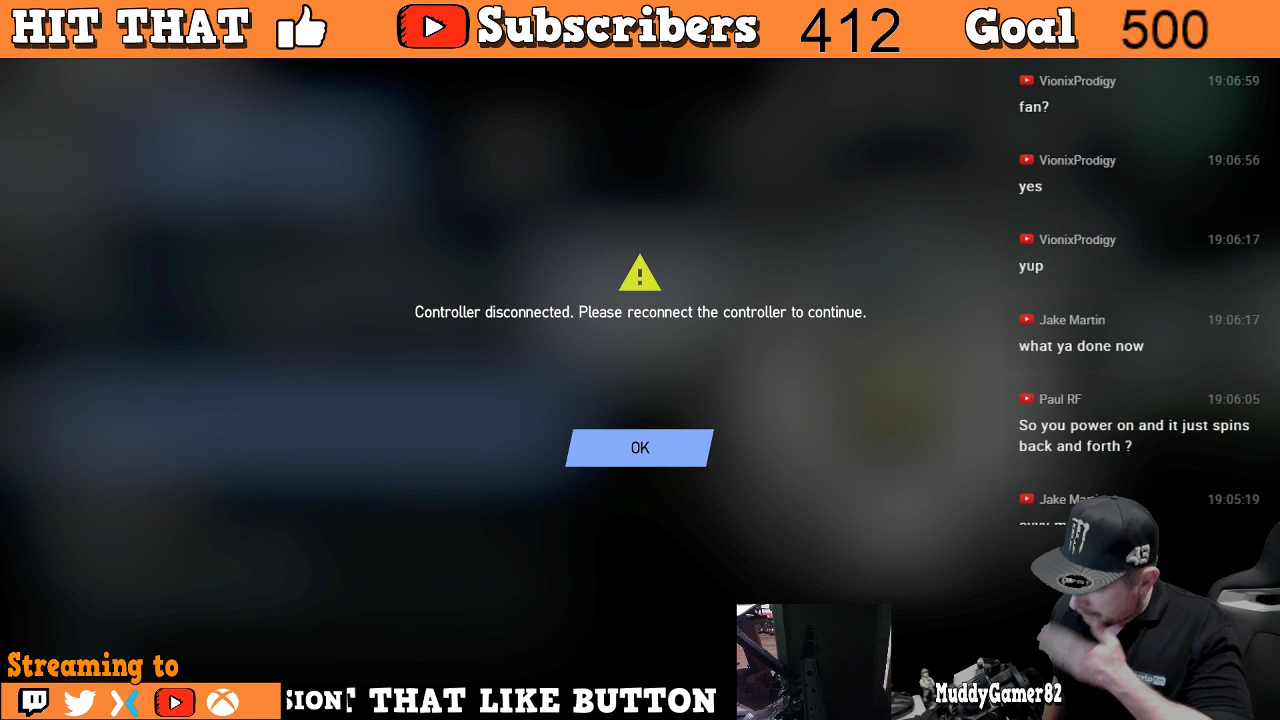 HIT THAT
Subscribers 412
Goal 500
VionixProdigy 19:06:59
fan?
VionixProdigy 19:06:56
yes
VionixProdigy 19:06:17
yup
Jake Martin 19:06:17
what ya done now
Paul RF 19:06:05
So you power on and it just spins
back and forth ?
Jake 19:05:19
Controller disconnected. Please reconnect the controller to continue.
OK
43
Streaming to
THAT LIKE BUTTON
MuddyGamer82